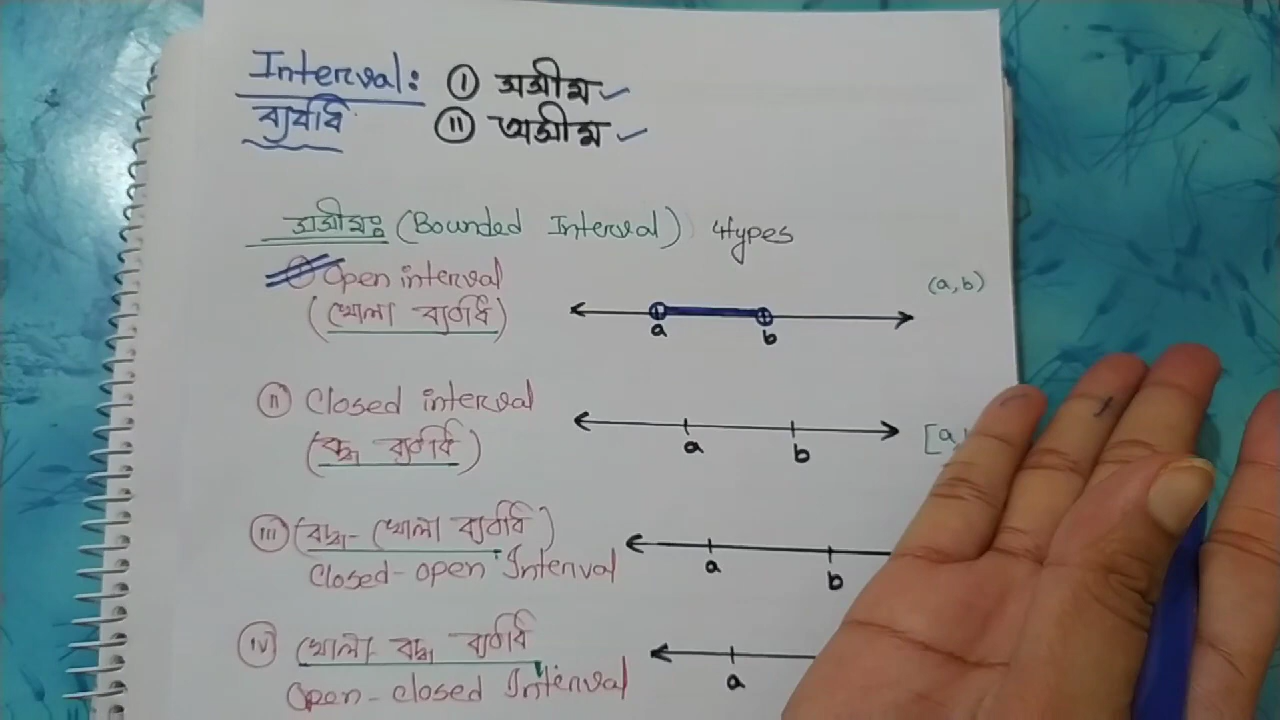 Interval: (I) সসীম
ব্যবধি (II) অসীম
সসীমঃ (Bounded Interval) 4types
Open interval
(খোলা ব্যবধি)
(a,b)
a b
(II) Closed interval
(বদ্ধ ব্যবধি)
a b
[a,
(III) (বদ্ধ-খোলা ব্যবধি)
Closed-open Interval
a b
(IV) খোলা বদ্ধ ব্যবধি
Open-closed Interval
a